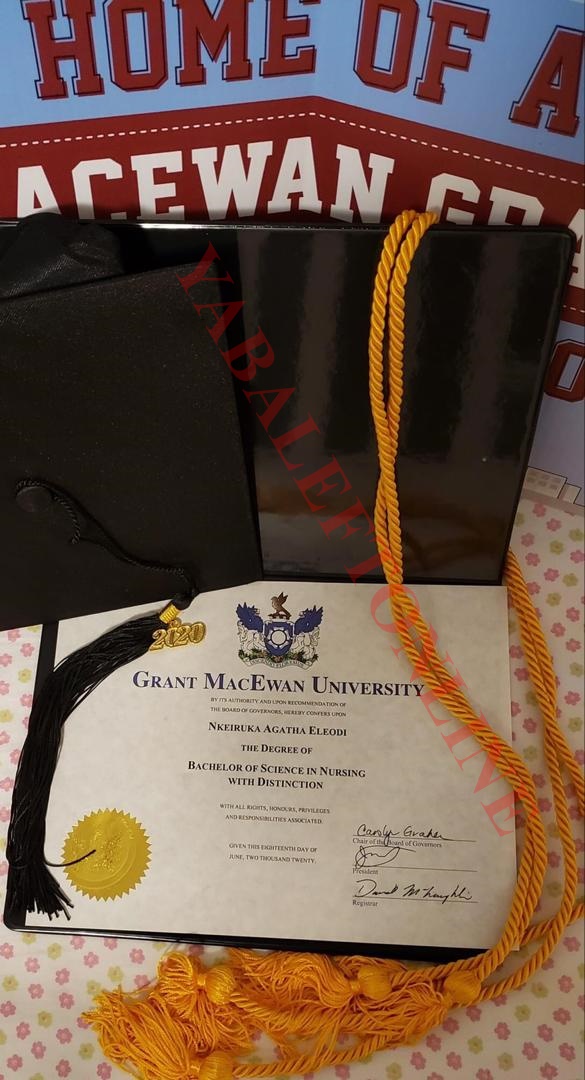 HOME OF A
ACEWAN GRA
O
YABALEFTONLINE
2020
GRANT MACEWAN UNIVERSITY
BY ITS AUTHORITY AND UPON RECOMMENDATION OF
THE BOARD OF GOVERNORS, HEREBY CONFERS UPON
NKEIRUKA AGATHA ELEODI
THE DEGREE OF
BACHELOR OF SCIENCE IN NURSING
WITH DISTINCTION
WITH ALL RIGHTS, HONOURS, PRIVILEGES
AND RESPONSIBILITIES ASSOCIATED.
GIVEN THIS EIGHTEENTH DAY OF
JUNE, TWO THOUSAND TWENTY.
Carolyn Graham
Chair of the Board of Governors
President
Registrar